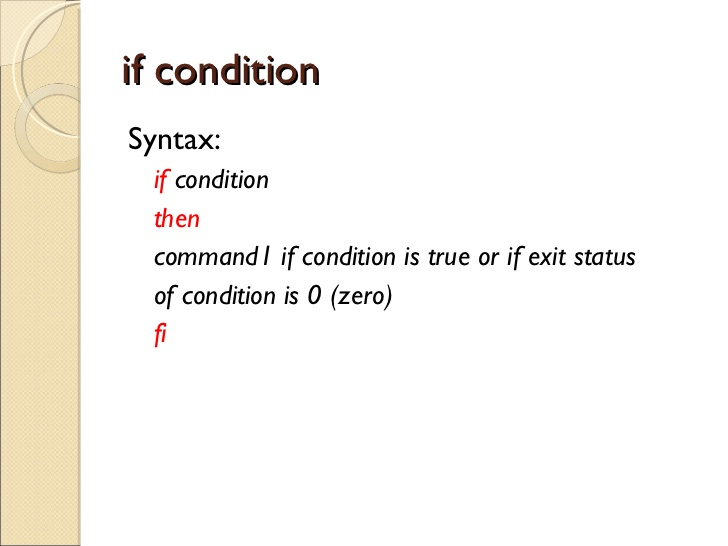 if condition
Syntax:
if condition
then
command1 if condition is true or if exit status
of condition is 0 (zero)
fi